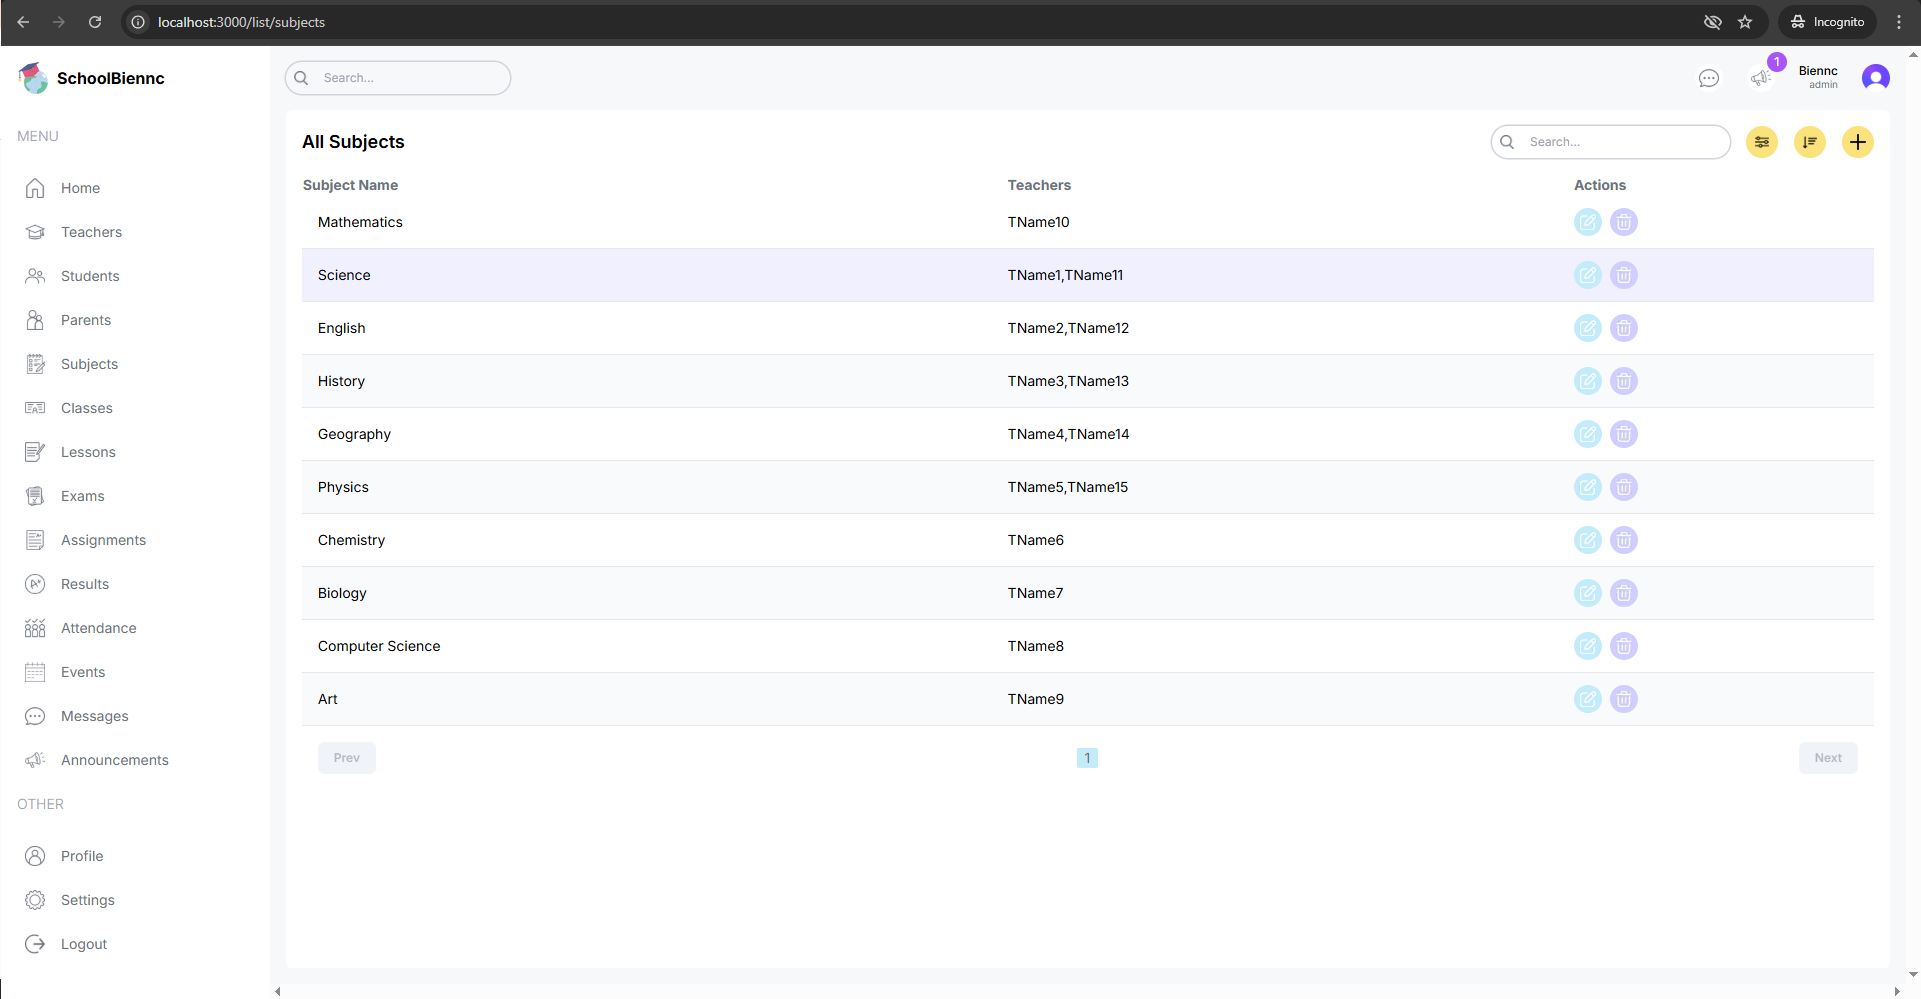 localhost:3000/list/subjects
Incognito
SchoolBiennc
Search...
1
Biennc
admin
MENU
Home
Teachers
Students
Parents
Subjects
Classes
Lessons
Exams
Assignments
Results
Attendance
Events
Messages
Announcements
OTHER
Profile
Settings
Logout
All Subjects
Search...
Subject Name Teachers Actions
Mathematics TName10
Science TName1,TName11
English TName2,TName12
History TName3,TName13
Geography TName4,TName14
Physics TName5,TName15
Chemistry TName6
Biology TName7
Computer Science TName8
Art TName9
Prev 1 Next